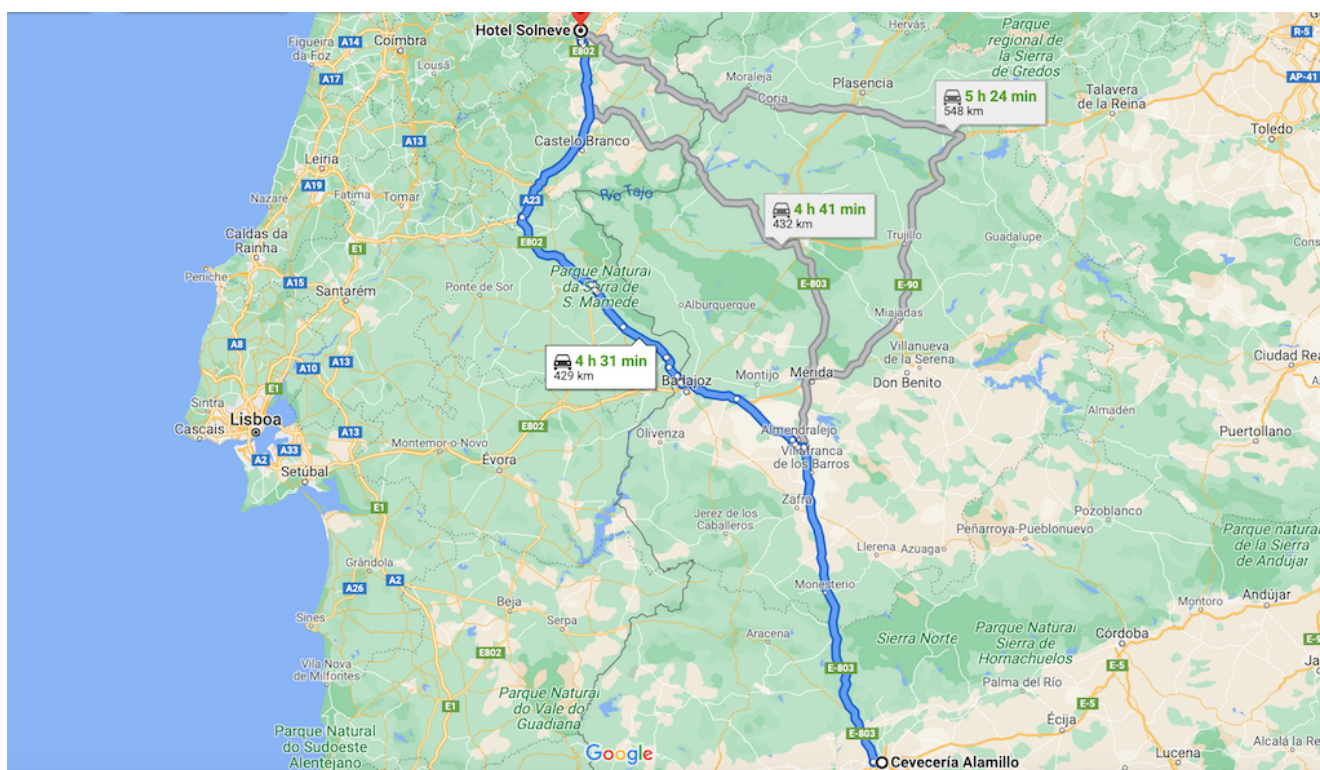 Hotel Solneve
E802
Hervás
Parque
regional de
la Sierra
de Gredos
R-5
AP-41
Figueira
da Foz
A14
Coímbra
Lousã
A17
Moraleja
Coria
Plasencia
5 h 24 min
548 km
Talavera
de la Reina
Toledo
A13
Castelo Branco
Leiria
A19
Fatima
Tomar
Nazaré
A23
Río Tajo
4 h 41 min
432 km
E1
E802
Caldas da
Rainha
Peniche
A15
Santarém
Ponte de Sor
Parque Natural
da Serra de
S. Mamede
Alburquerque
Trujillo
Guadalupe
E-803
E-90
Miajadas
A8
A13
A10
4 h 31 min
429 km
Badajoz
Montijo
Mérida
Villanueva
de la Serena
Don Benito
Ciudad Rea
E1
Sintra
Cascais
Lisboa
A2
A33
Setúbal
A13
Montemor-o-Novo
Évora
E802
Olivenza
Almendralejo
Villafranca
de los Barros
Almadén
Puertollano
E1
Zafra
Jerez de los
Caballeros
Llerena
Azuaga
Peñarroya-Pueblonuevo
Pozoblanco
Parque natural
de la Sierra
de Andújar
Grândola
A2
A26
Beja
Serpa
Monesterio
Sines
E802
Aracena
Sierra Norte
Parque Natural
Sierra de
Hornachuelos
Córdoba
Montoro
Andújar
E-803
E-5
Vila Nova
de Milfontes
Parque Natural
do Vale do
Guadiana
E1
Palma del Río
E-5
Écija
Parque Natural
do Sudoeste
Alentejano
Google
E-803
Cevecería Alamillo
Lucena
Alcalá la Re